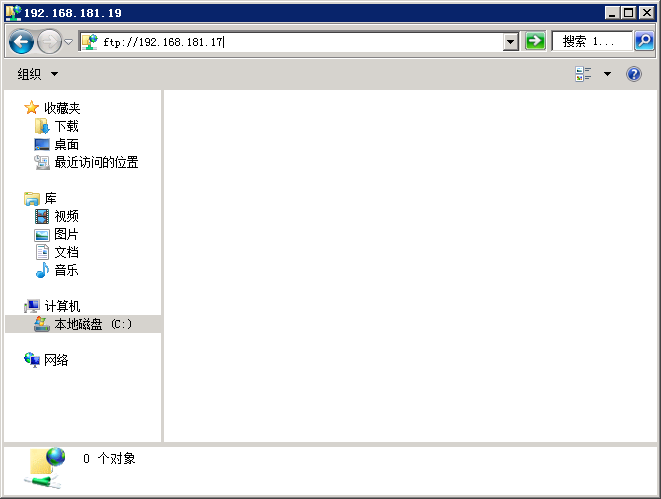 192.168.181.19
ftp://192.168.181.17
搜索 1...
组织
收藏夹
下载
桌面
最近访问的位置
库
视频
图片
文档
音乐
计算机
本地磁盘 (C:)
网络
0 个对象